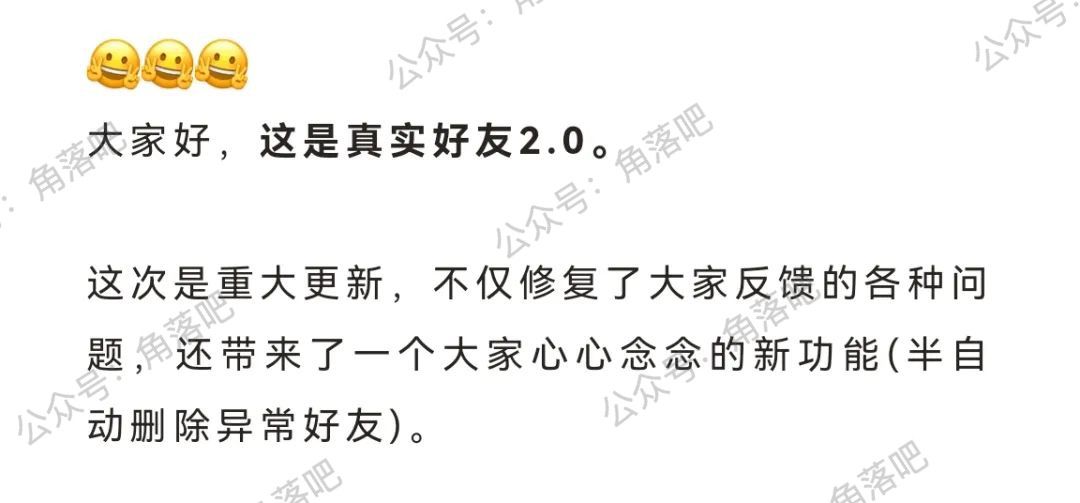 大家好，这是真实好友2.0。
这次是重大更新，不仅修复了大家反馈的各种问
题，还带来了一个大家心心念念的新功能(半自
动删除异常好友)。
公众号：角落吧
公众号：角落吧
公众号：角落吧
公众号：角落吧
公众号：
：角落吧
角落吧
角落吧